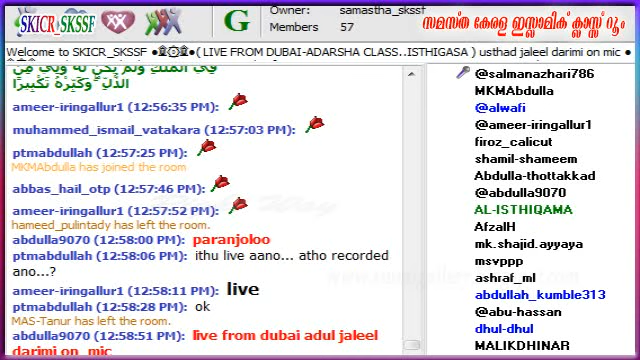 SKICR_SKSSF
G
Owner: samastha_skssf
Members 57
സമസ്ത കേരള ഇസ്ലാമിക് ക്ലാസ്സ് റൂം
Welcome to SKICR_SKSSF ●۩۞۩●( LIVE FROM DUBAI-ADARSHA CLASS..ISTHIGASA ) usthad jaleel darimi on mic ●
فِي الْمُلْكِ وَلَمْ يَكُنْ لَهُ وَلِيٌّ مِنَ
الذُّلِّ وَكَبِّرْهُ تَكْبِيرًا
ameer-iringallur1 (12:56:35 PM):
muhammed_ismail_vatakara (12:57:03 PM):
ptmabdullah (12:57:25 PM):
MKMAbdulla has joined the room
abbas_hail_otp (12:57:46 PM):
ameer-iringallur1 (12:57:52 PM):
hameed_pulintady has left the room.
abdulla9070 (12:58:00 PM): paranjoloo
ptmabdullah (12:58:06 PM): ithu live aano... atho recorded
ano...?
ameer-iringallur1 (12:58:11 PM): live
ptmabdullah (12:58:28 PM): ok
MAS-Tanur has left the room.
abdulla9070 (12:58:51 PM): live from dubai adul jaleel
darimi on mic
@salmanazhari786
MKMAbdulla
@alwafi
@ameer-iringallur1
firoz_calicut
shamil-shameem
Abdulla-thottakkad
@abdulla9070
AL-ISTHIQAMA
AfzalH
mk.shajid.ayyaya
msvppp
ashraf_ml
abdullah_kumble313
@abu-hassan
dhul-dhul
MALIKDHINAR